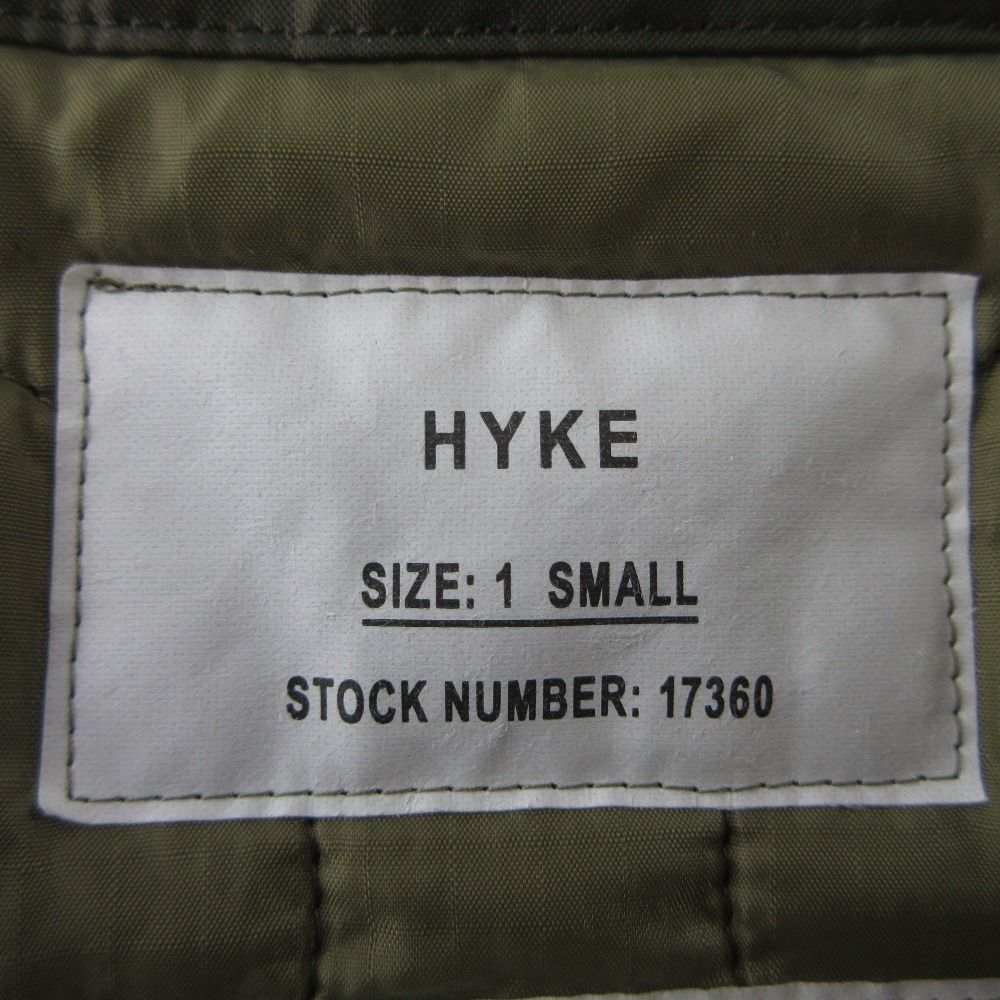 HYKE
SIZE: 1 SMALL
STOCK NUMBER: 17360